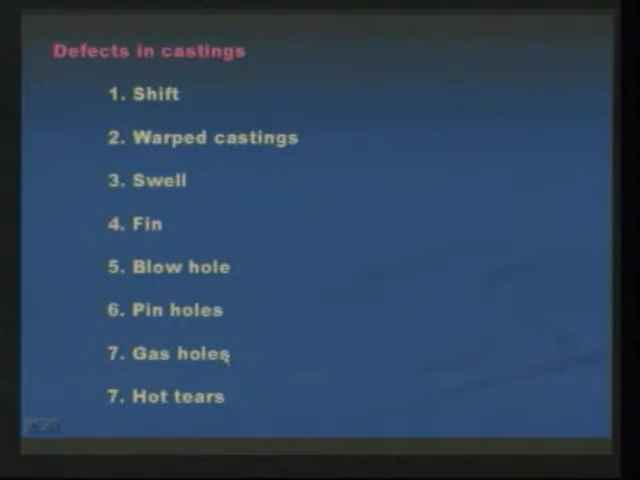 Defects in castings
1. Shift
2. Warped castings
3. Swell
4. Fin
5. Blow hole
6. Pin holes
7. Gas holes
7. Hot tears